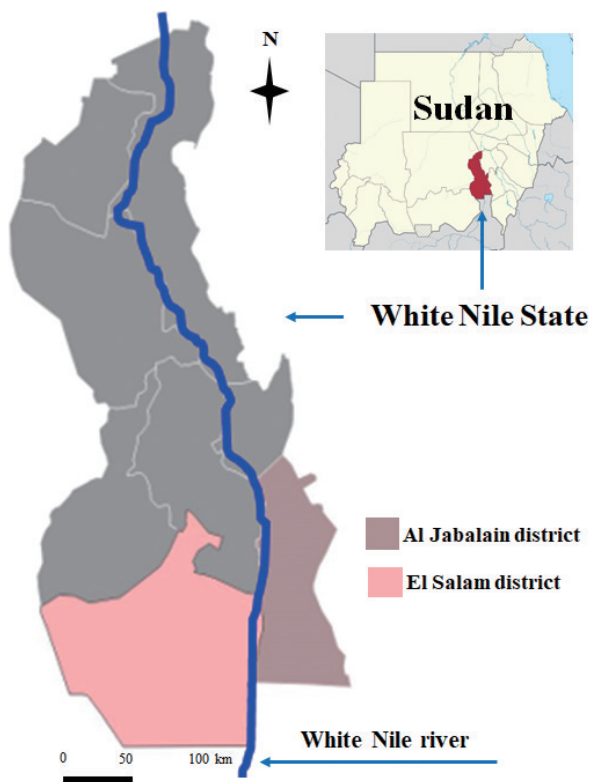 N
Sudan
White Nile State
Al Jabalain district
El Salam district
White Nile river
0 50 100 km